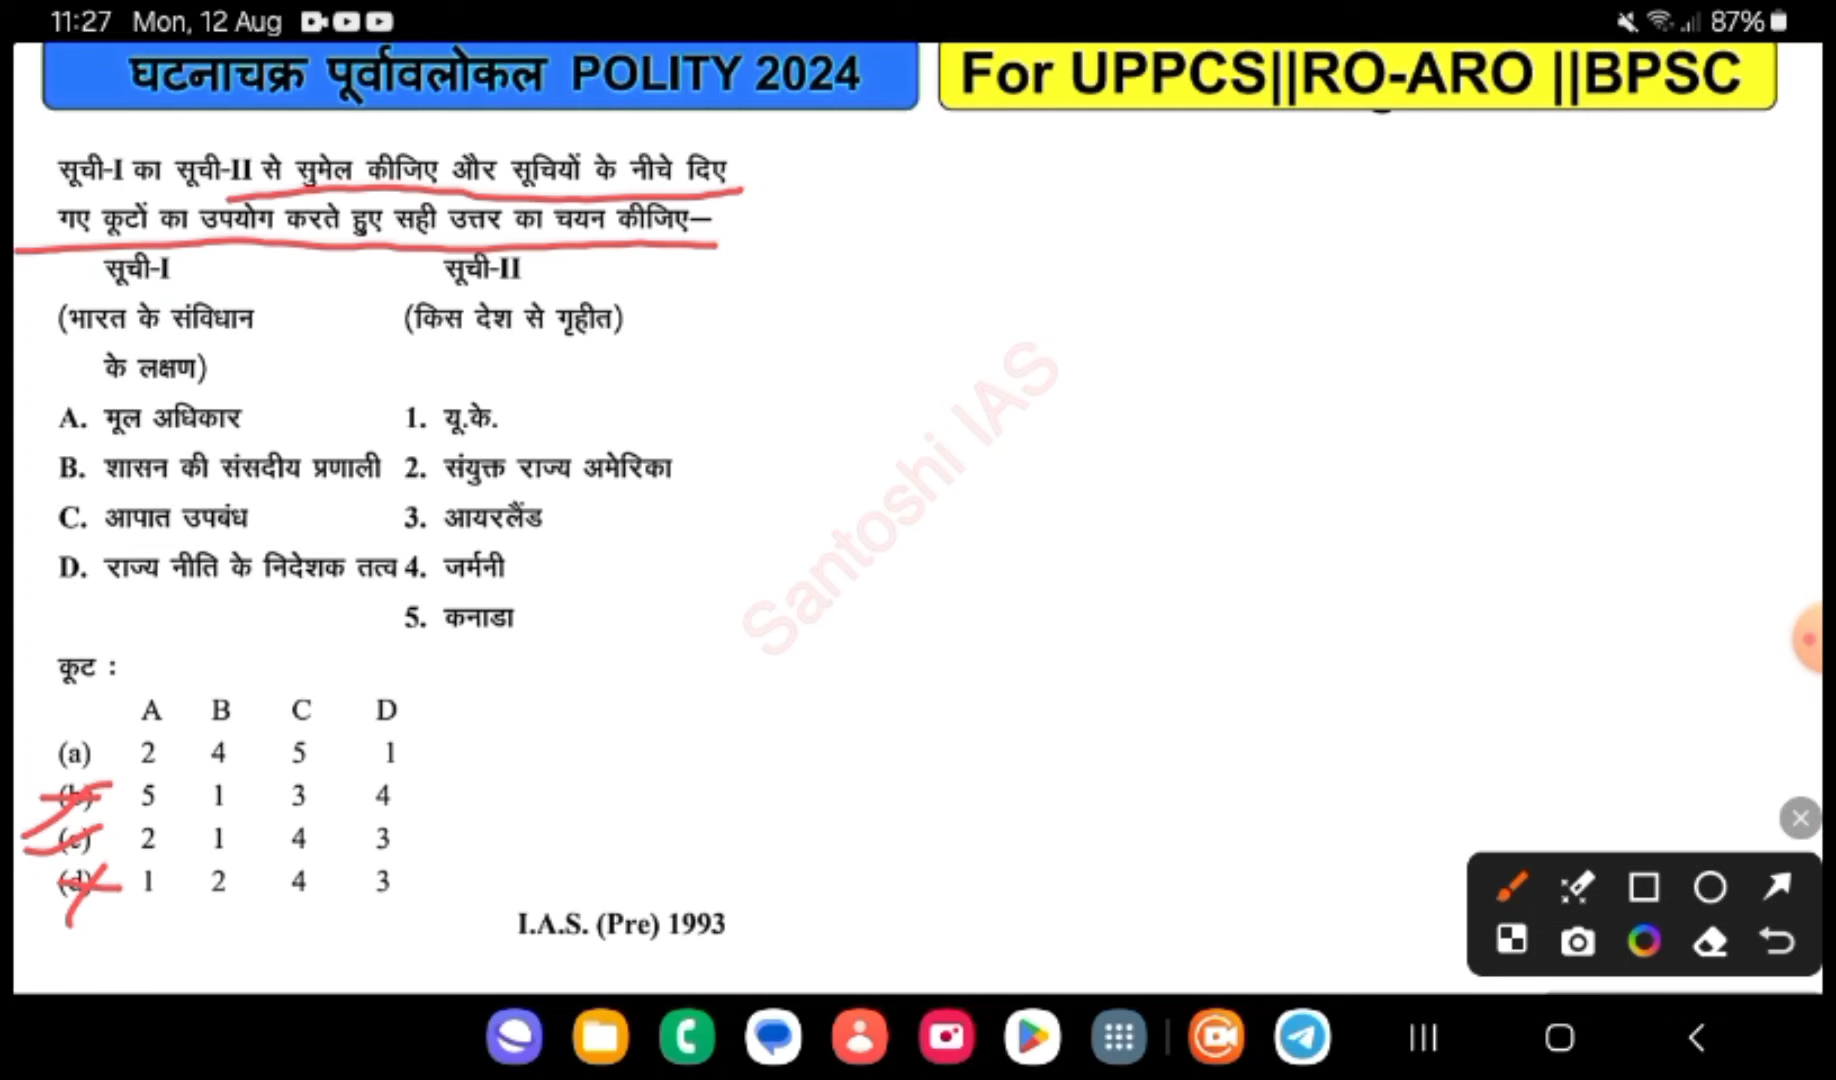 11:27 Mon, 12 Aug 87%
घटनाचक्र पूर्वावलोकल POLITY 2024
For UPPCS||RO-ARO ||BPSC
सूची-I का सूची-II से सुमेल कीजिए और सूचियों के नीचे दिए
गए कूटों का उपयोग करते हुए सही उत्तर का चयन कीजिए–
सूची-I सूची-II
(भारत के संविधान (किस देश से गृहीत)
के लक्षण)
A. मूल अधिकार 1. यू.के.
B. शासन की संसदीय प्रणाली 2. संयुक्त राज्य अमेरिका
C. आपात उपबंध 3. आयरलैंड
D. राज्य नीति के निदेशक तत्व 4. जर्मनी
5. कनाडा
कूट :
A B C D
(a) 2 4 5 1
(b) 5 1 3 4
(c) 2 1 4 3
(d) 1 2 4 3
I.A.S. (Pre) 1993
Santoshi IAS